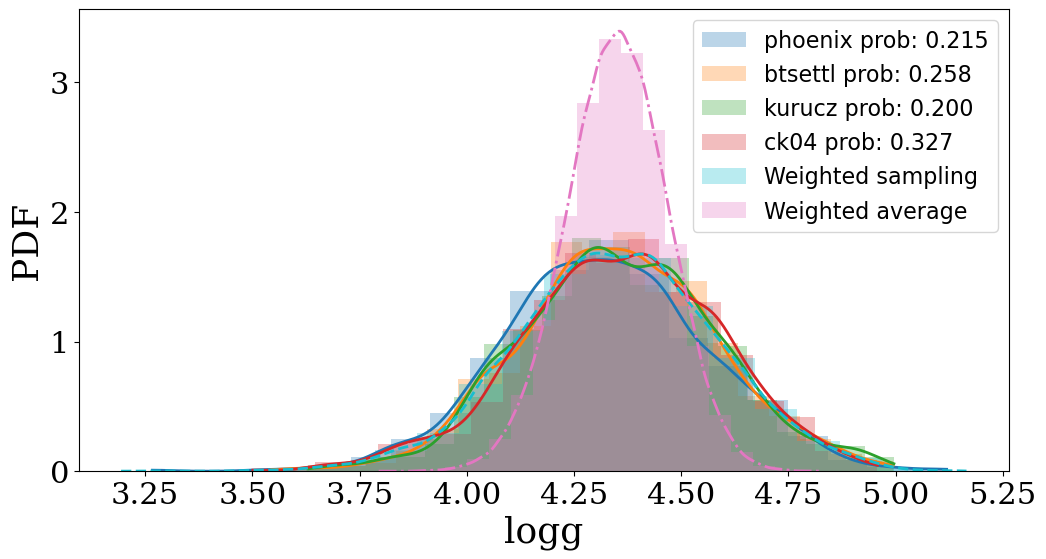 phoenix prob: 0.215
btsettl prob: 0.258
kurucz prob: 0.200
ck04 prob: 0.327
Weighted sampling
Weighted average
PDF
3
2
1
0
3.25 3.50 3.75 4.00 4.25 4.50 4.75 5.00 5.25
logg